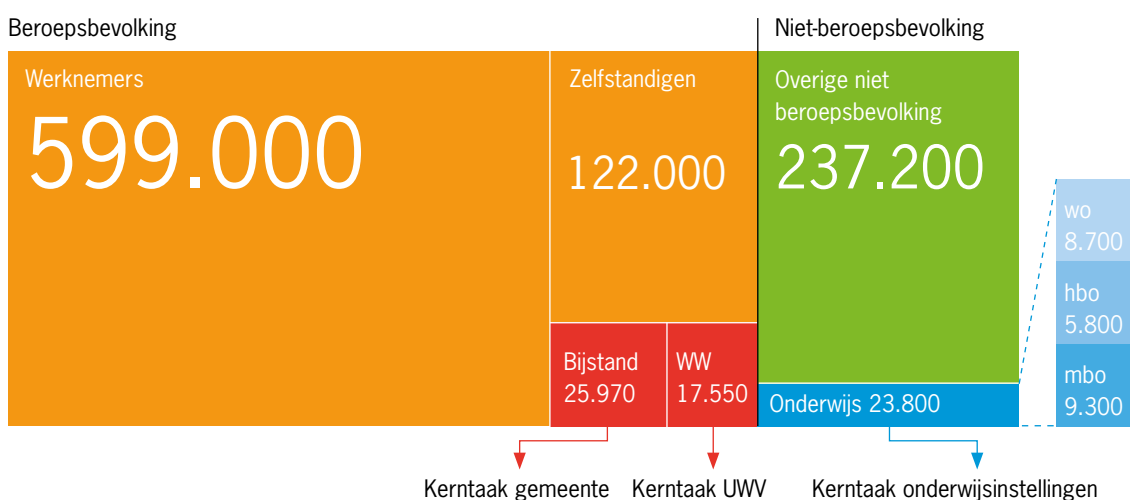 Beroepsbevolking
Niet-beroepsbevolking
Werknemers
599.000
Zelfstandigen
122.000
Overige niet
beroepsbevolking
237.200
wo
8.700
hbo
5.800
mbo
9.300
Bijstand
25.970
WW
17.550
Onderwijs 23.800
Kerntaak gemeente
Kerntaak UWV
Kerntaak onderwijsinstellingen